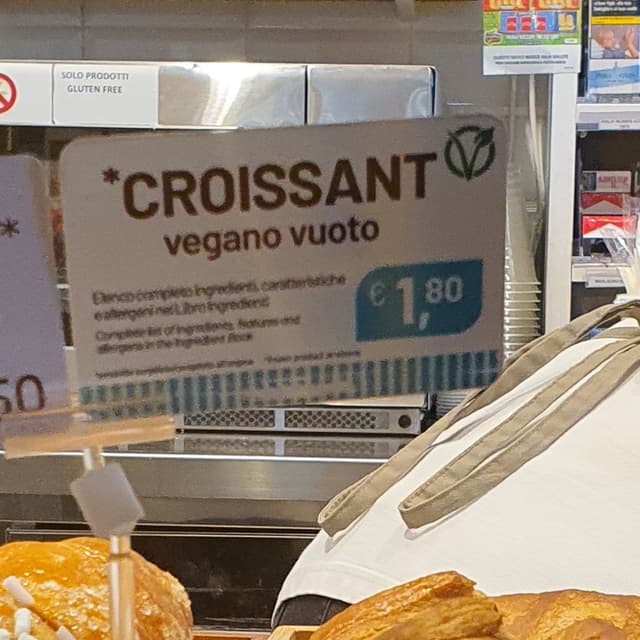 SOLO PRODOTTI
GLUTEN FREE
*CROISSANT
vegano vuoto
Elenco completo ingredienti, caratteristiche
e allergeni nel Libro Ingredienti
Complete list of ingredients, features and
allergens in the Ingredient Book
€ 1,80
*
50